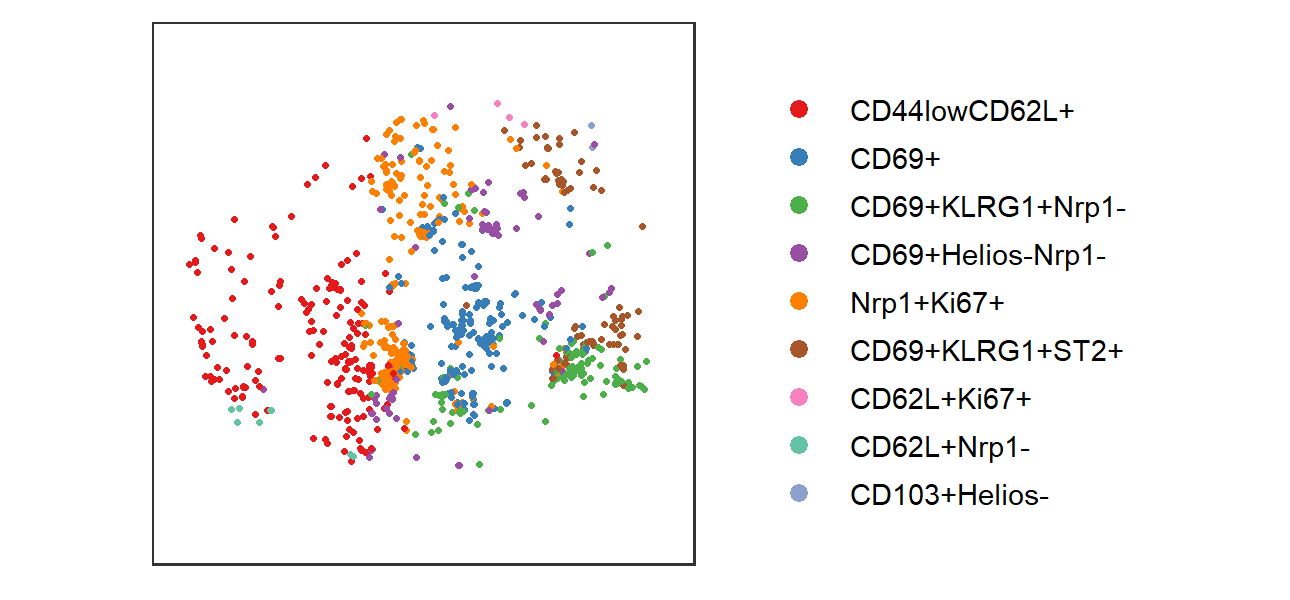 CD44lowCD62L+
CD69+
CD69+KLRG1+Nrp1-
CD69+Helios-Nrp1-
Nrp1+Ki67+
CD69+KLRG1+ST2+
CD62L+Ki67+
CD62L+Nrp1-
CD103+Helios-